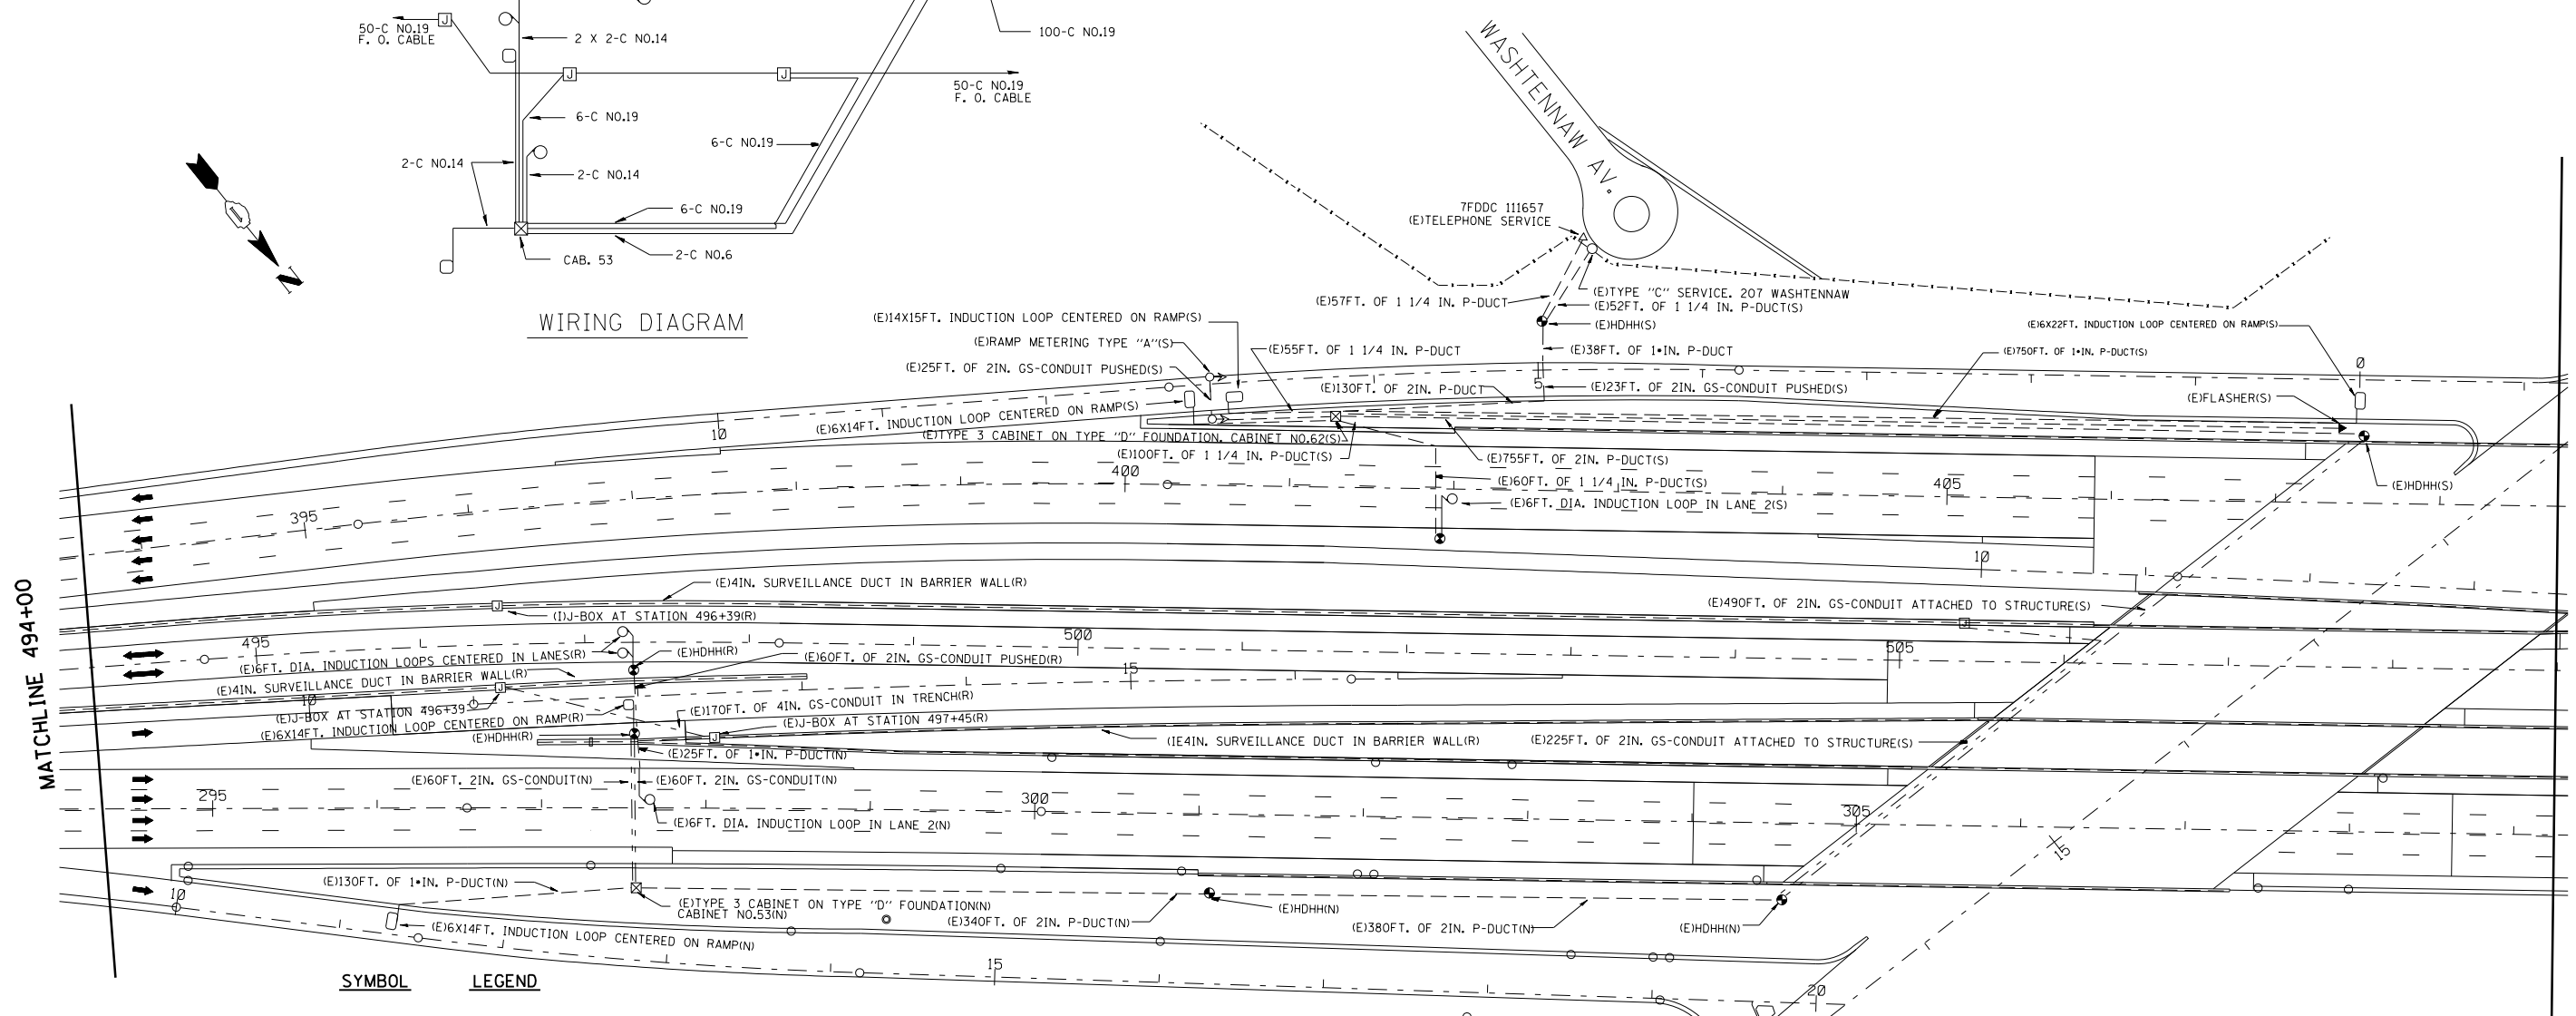 50-C NO.19
F. O. CABLE
J
2 X 2-C NO.14
100-C NO.19
J
J
50-C NO.19
F. O. CABLE
6-C NO.19
6-C NO.19
2-C NO.14
2-C NO.14
6-C NO.19
2-C NO.6
CAB. 53
N
WIRING DIAGRAM
WASHTENNAW AV.
7FDDC 111657
(E)TELEPHONE SERVICE
(E)57FT. OF 1 1/4 IN. P-DUCT
(E)TYPE "C" SERVICE. 207 WASHTENNAW
(E)52FT. OF 1 1/4 IN. P-DUCT(S)
(E)HDHH(S)
(E)14X15FT. INDUCTION LOOP CENTERED ON RAMP(S)
(E)6X22FT. INDUCTION LOOP CENTERED ON RAMP(S)
(E)RAMP METERING TYPE "A"(S)
(E)55FT. OF 1 1/4 IN. P-DUCT
(E)38FT. OF 1•IN. P-DUCT
(E)750FT. OF 1•IN. P-DUCT(S)
(E)25FT. OF 2IN. GS-CONDUIT PUSHED(S)
5
0
(E)130FT. OF 2IN. P-DUCT
(E)23FT. OF 2IN. GS-CONDUIT PUSHED(S)
(E)FLASHER(S)
10
(E)6X14FT. INDUCTION LOOP CENTERED ON RAMP(S)
(E)TYPE 3 CABINET ON TYPE "D" FOUNDATION. CABINET NO.62(S)
(E)100FT. OF 1 1/4 IN. P-DUCT(S)
(E)755FT. OF 2IN. P-DUCT(S)
400
(E)60FT. OF 1 1/4 IN. P-DUCT(S)
405
(E)HDHH(S)
(E)6FT. DIA. INDUCTION LOOP IN LANE 2(S)
395
10
MATCHLINE 494+00
(E)4IN. SURVEILLANCE DUCT IN BARRIER WALL(R)
J
(I)J-BOX AT STATION 496+39(R)
(E)490FT. OF 2IN. GS-CONDUIT ATTACHED TO STRUCTURE(S)
J
495
500
505
(E)6FT. DIA. INDUCTION LOOPS CENTERED IN LANES(R)
(E)HDHH(R)
(E)60FT. OF 2IN. GS-CONDUIT PUSHED(R)
15
(E)4IN. SURVEILLANCE DUCT IN BARRIER WALL(R)
J
10
(E)J-BOX AT STATION 496+39
(E)170FT. OF 4IN. GS-CONDUIT IN TRENCH(R)
(E)6X14FT. INDUCTION LOOP CENTERED ON RAMP(R)
(E)J-BOX AT STATION 497+45(R)
(E)HDHH(R)
J
(IE4IN. SURVEILLANCE DUCT IN BARRIER WALL(R)
(E)225FT. OF 2IN. GS-CONDUIT ATTACHED TO STRUCTURE(S)
(E)25FT. OF 1•IN. P-DUCT(N)
(E)60FT. 2IN. GS-CONDUIT(N)
(E)60FT. 2IN. GS-CONDUIT(N)
295
300
305
(E)6FT. DIA. INDUCTION LOOP IN LANE 2(N)
15
(E)130FT. OF 1•IN. P-DUCT(N)
10
(E)TYPE 3 CABINET ON TYPE "D" FOUNDATION(N)
CABINET NO.53(N)
(E)340FT. OF 2IN. P-DUCT(N)
(E)HDHH(N)
(E)380FT. OF 2IN. P-DUCT(N)
(E)HDHH(N)
(E)6X14FT. INDUCTION LOOP CENTERED ON RAMP(N)
15
20
SYMBOL LEGEND